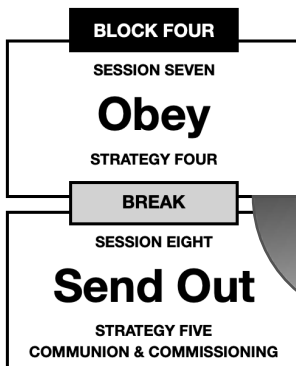 BLOCK FOUR
SESSION SEVEN
Obey
STRATEGY FOUR
BREAK
SESSION EIGHT
Send Out
STRATEGY FIVE
COMMUNION & COMMISSIONING